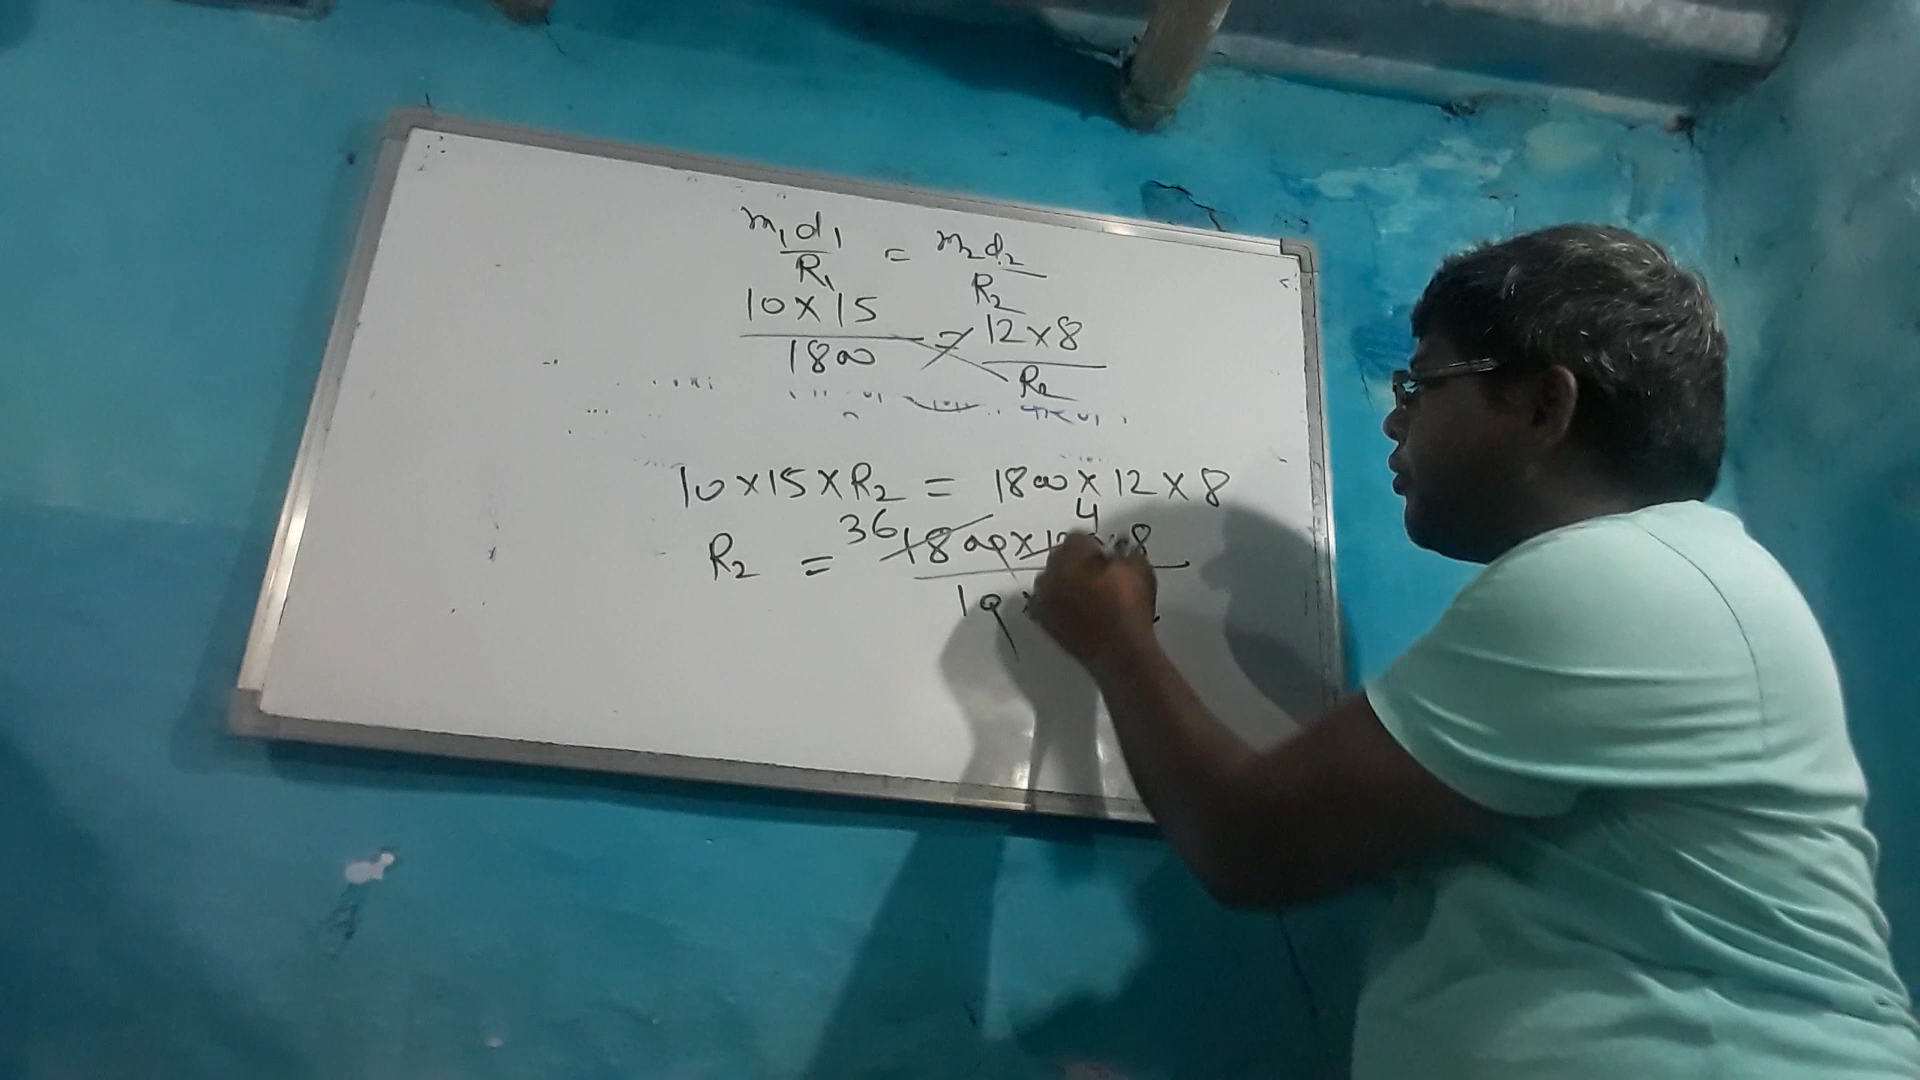 m₁d₁ = m₂d₂
R₁ R₂
10×15 = 12×8
1800 R₂
10×15×R₂ = 1800×12×8
36 4
R₂ = 1800×12×8
10×